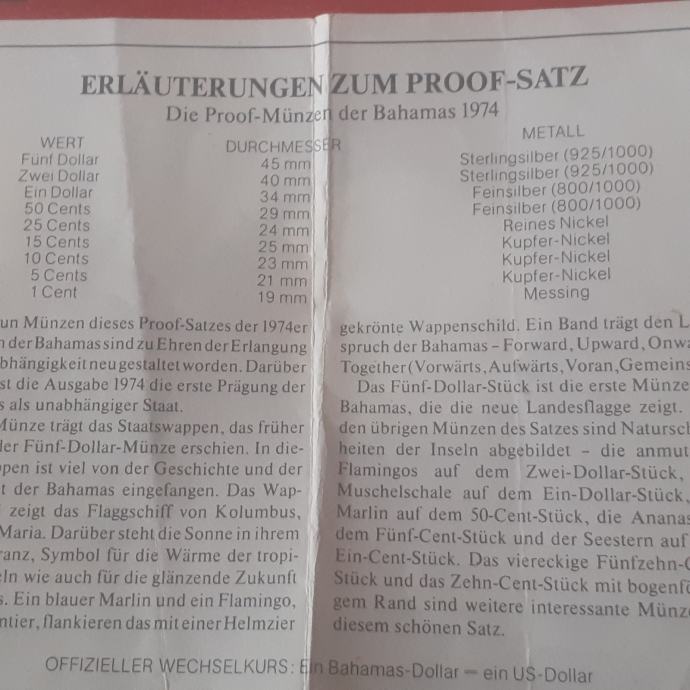 ERLÄUTERUNGEN ZUM PROOF-SATZ
Die Proof-Münzen der Bahamas 1974
WERT DURCHMESSER METALL
Fünf Dollar 45 mm Sterlingsilber (925/1000)
Zwei Dollar 40 mm Sterlingsilber (925/1000)
Ein Dollar 34 mm Feinsilber (800/1000)
50 Cents 29 mm Feinsilber (800/1000)
25 Cents 24 mm Reines Nickel
15 Cents 25 mm Kupfer-Nickel
10 Cents 23 mm Kupfer-Nickel
5 Cents 21 mm Kupfer-Nickel
1 Cent 19 mm Messing
un Münzen dieses Proof-Satzes der 1974er
n der Bahamas sind zu Ehren der Erlangung
bhängigkeit neu gestaltet worden. Darüber
st die Ausgabe 1974 die erste Prägung der
s als unabhängiger Staat.
Münze trägt das Staatswappen, das früher
der Fünf-Dollar-Münze erschien. In die-
ppen ist viel von der Geschichte und der
t der Bahamas eingefangen. Das Wap-
zeigt das Flaggschiff von Kolumbus,
Maria. Darüber steht die Sonne in ihrem
ranz, Symbol für die Wärme der tropi-
eln wie auch für die glänzende Zukunft
s. Ein blauer Marlin und ein Flamingo,
ntier, flankieren das mit einer Helmzier
gekrönte Wappenschild. Ein Band trägt den L
spruch der Bahamas – Forward, Upward, Onwa
Together (Vorwärts, Aufwärts, Voran, Gemeins
Das Fünf-Dollar-Stück ist die erste Münze
Bahamas, die die neue Landesflagge zeigt.
den übrigen Münzen des Satzes sind Natursch
heiten der Inseln abgebildet – die anmut
Flamingos auf dem Zwei-Dollar-Stück,
Muschelschale auf dem Ein-Dollar-Stück,
Marlin auf dem 50-Cent-Stück, die Ananas
dem Fünf-Cent-Stück und der Seestern auf
Ein-Cent-Stück. Das viereckige Fünfzehn-C
Stück und das Zehn-Cent-Stück mit bogenfö
gem Rand sind weitere interessante Münze
diesem schönen Satz.
OFFIZIELLER WECHSELKURS: Ein Bahamas-Dollar — ein US-Dollar